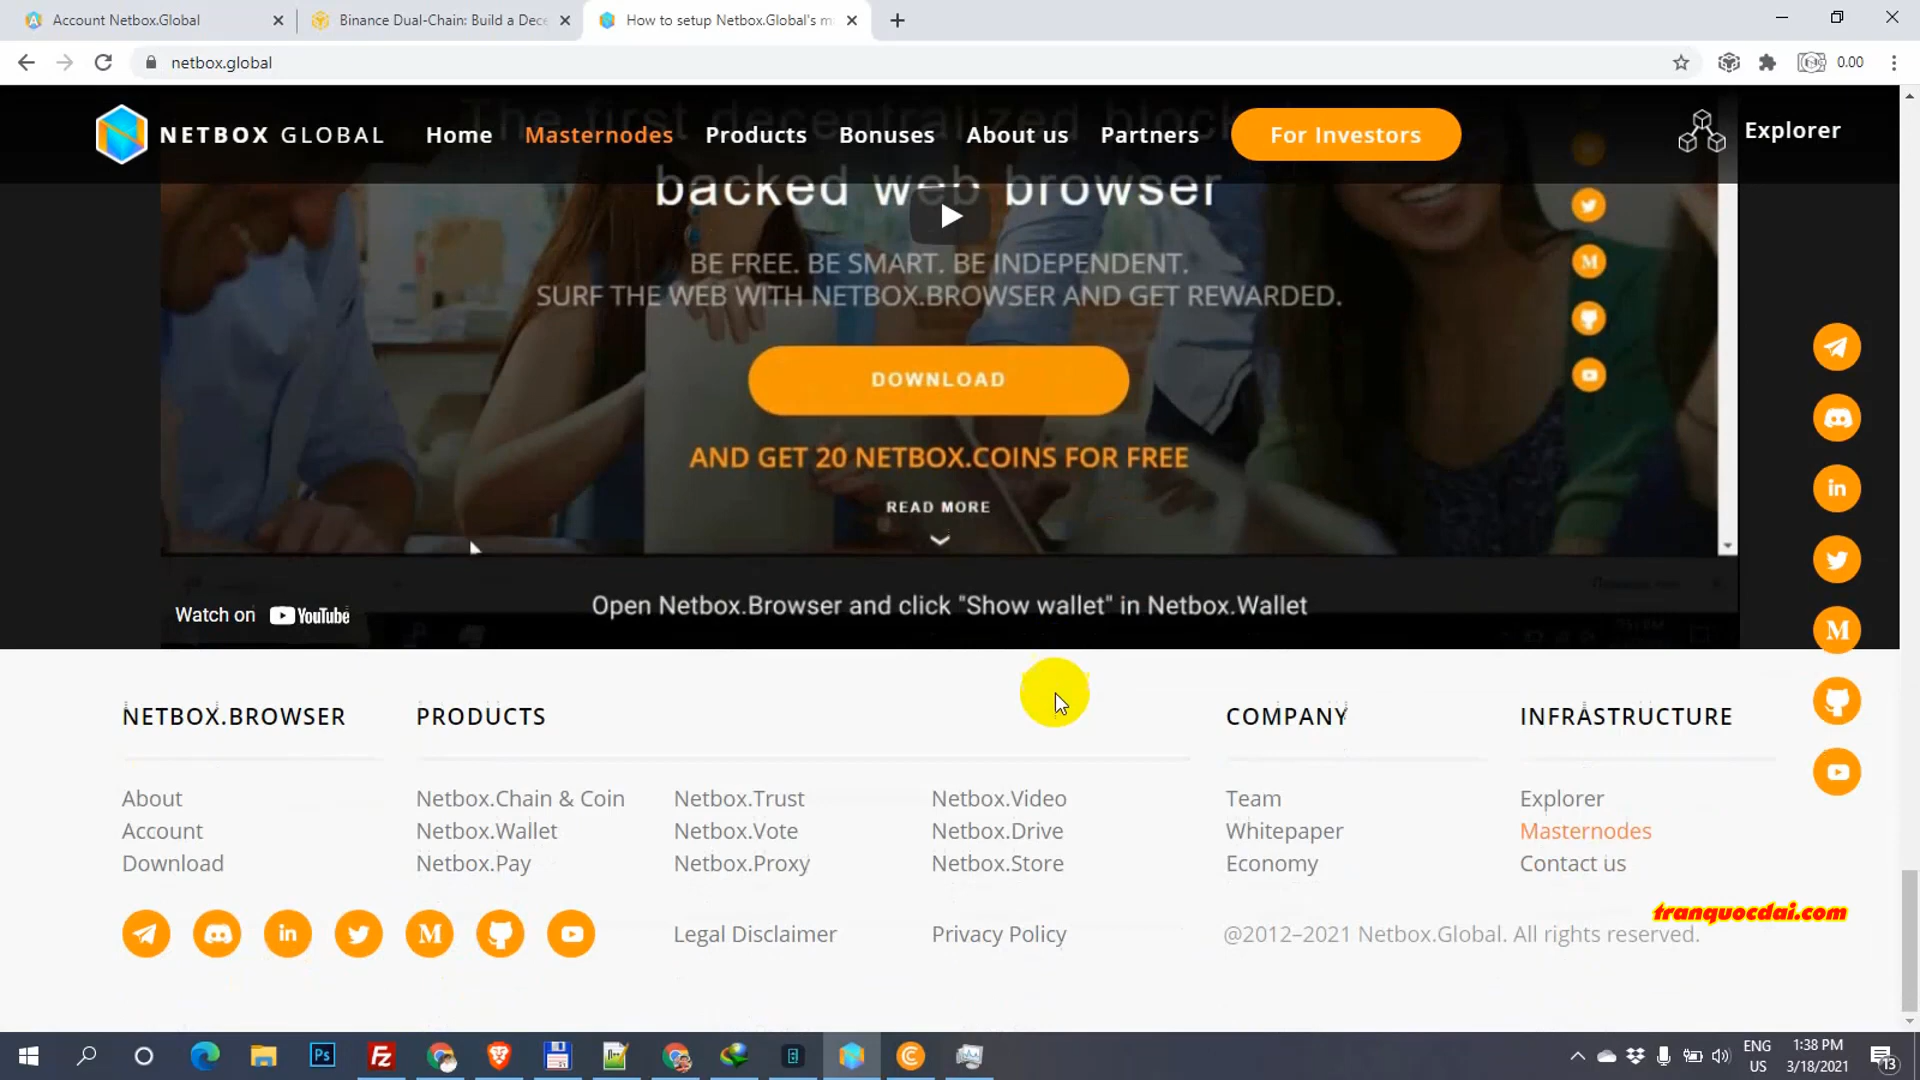 Account Netbox.Global
Binance Dual-Chain: Build a Dece
How to setup Netbox.Global's m
netbox.global
0.00
NETBOX GLOBAL
Home
Masternodes
Products
Bonuses
About us
Partners
For Investors
Explorer
The first decentralized block
backed web browser
BE FREE. BE SMART. BE INDEPENDENT.
SURF THE WEB WITH NETBOX.BROWSER AND GET REWARDED.
DOWNLOAD
AND GET 20 NETBOX.COINS FOR FREE
READ MORE
Watch on YouTube
Open Netbox.Browser and click "Show wallet" in Netbox.Wallet
NETBOX.BROWSER
About
Account
Download
PRODUCTS
Netbox.Chain & Coin
Netbox.Wallet
Netbox.Pay
Netbox.Trust
Netbox.Vote
Netbox.Proxy
Netbox.Video
Netbox.Drive
Netbox.Store
COMPANY
Team
Whitepaper
Economy
INFRASTRUCTURE
Explorer
Masternodes
Contact us
tranquocdai.com
Legal Disclaimer
Privacy Policy
@2012–2021 Netbox.Global. All rights reserved.
ENG
US
1:38 PM
3/18/2021
13